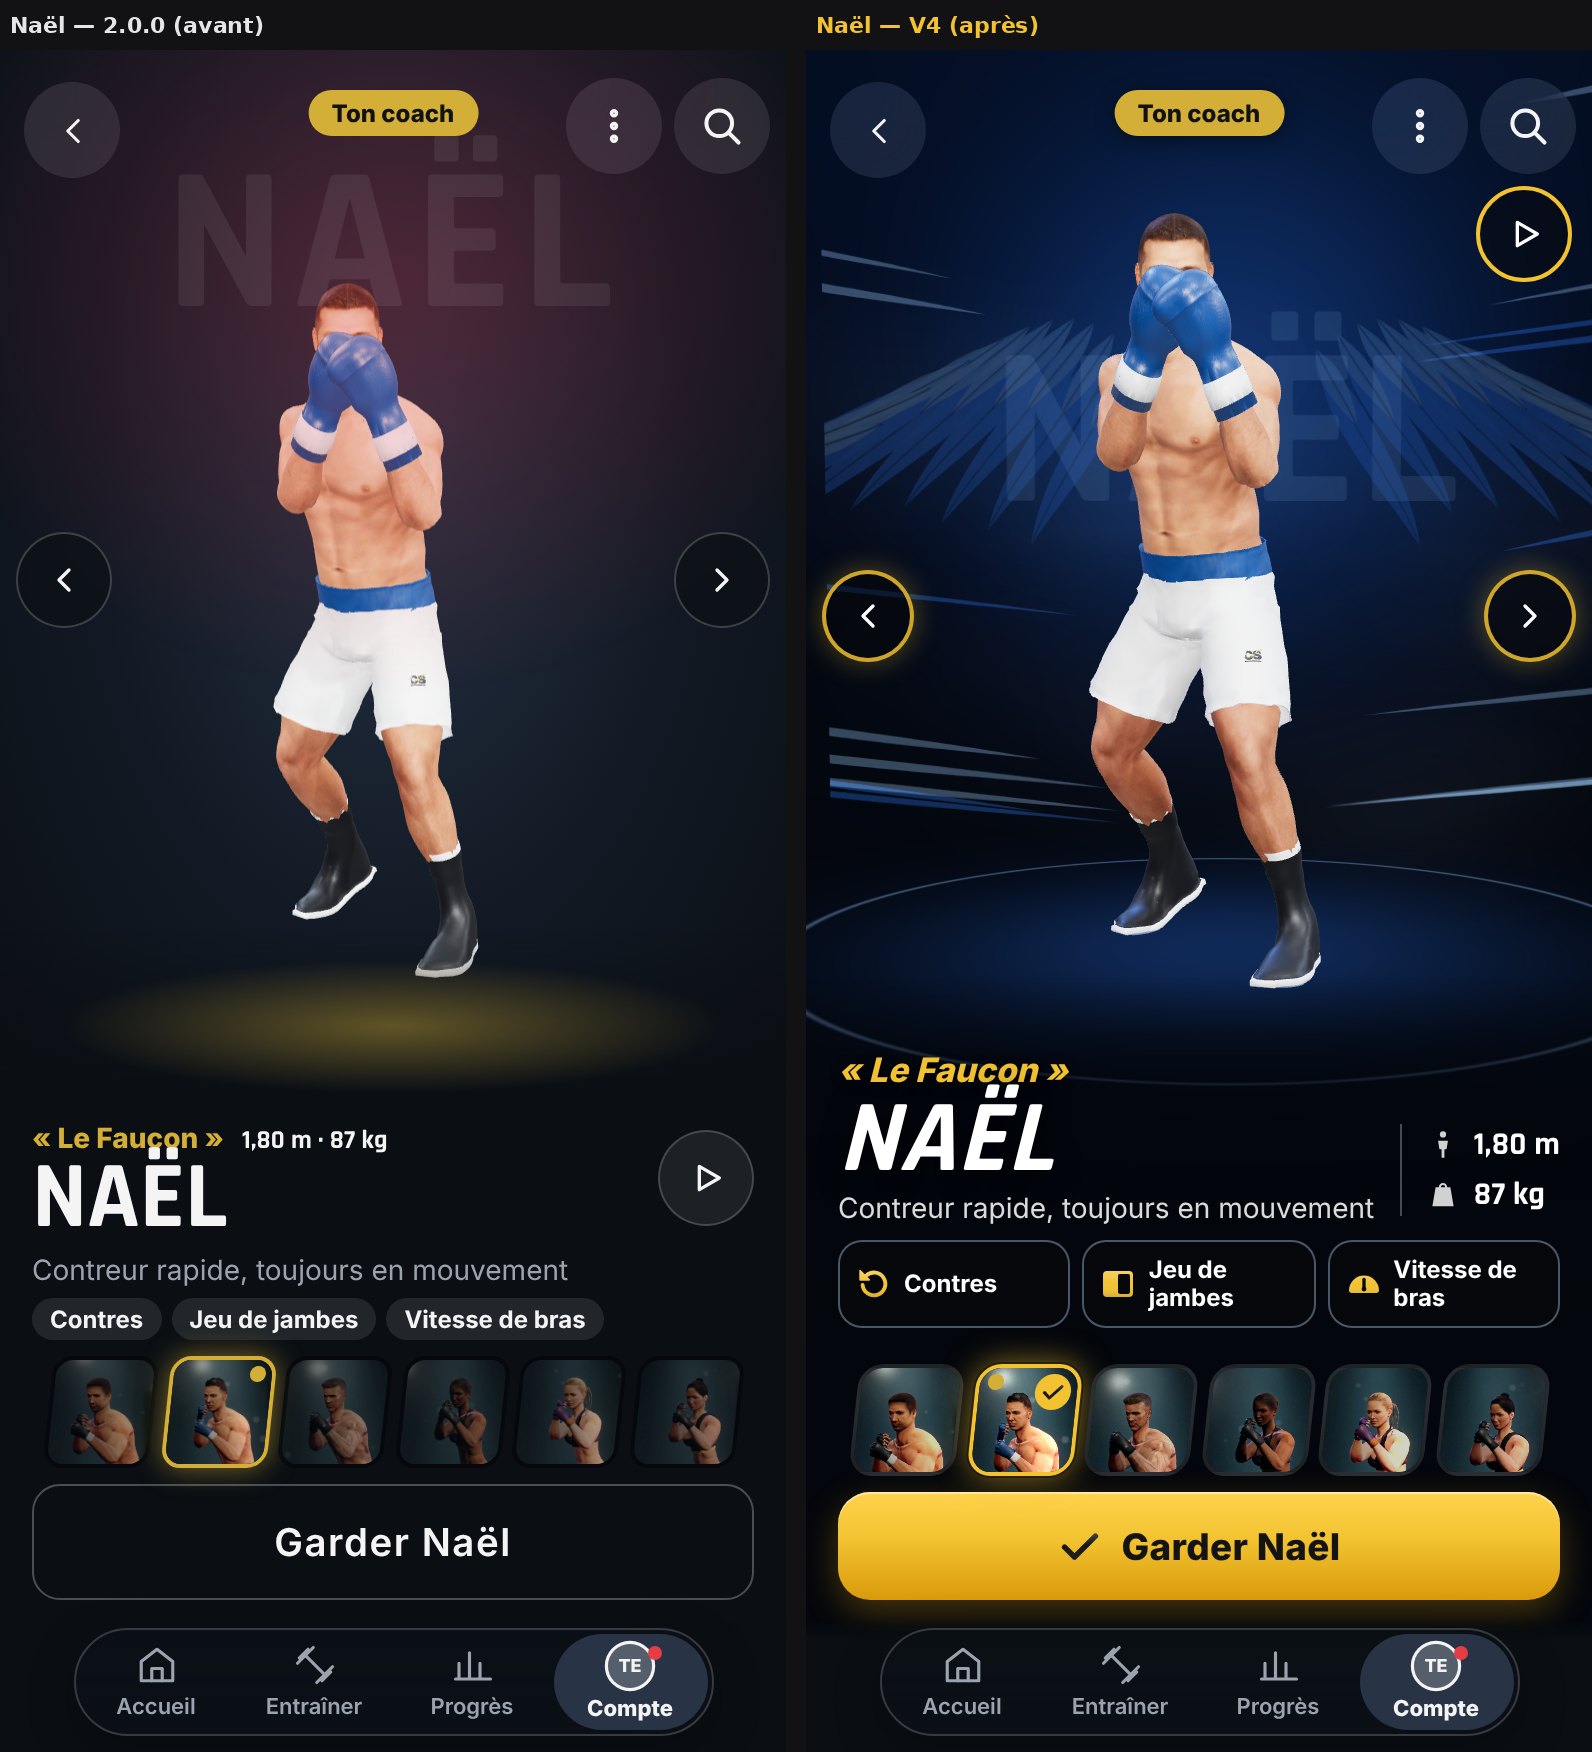 Naël — 2.0.0 (avant)
Ton coach
NAËL
CS
« Le Faucon » 1,80 m · 87 kg
NAËL
Contreur rapide, toujours en mouvement
Contres
Jeu de jambes
Vitesse de bras
Garder Naël
Accueil
Entraîner
Progrès
TE
Compte
Naël — V4 (après)
Ton coach
NAËL
CS
« Le Faucon »
NAËL
1,80 m
87 kg
Contreur rapide, toujours en mouvement
Contres
Jeu de
jambes
Vitesse de
bras
Garder Naël
Accueil
Entraîner
Progrès
TE
Compte